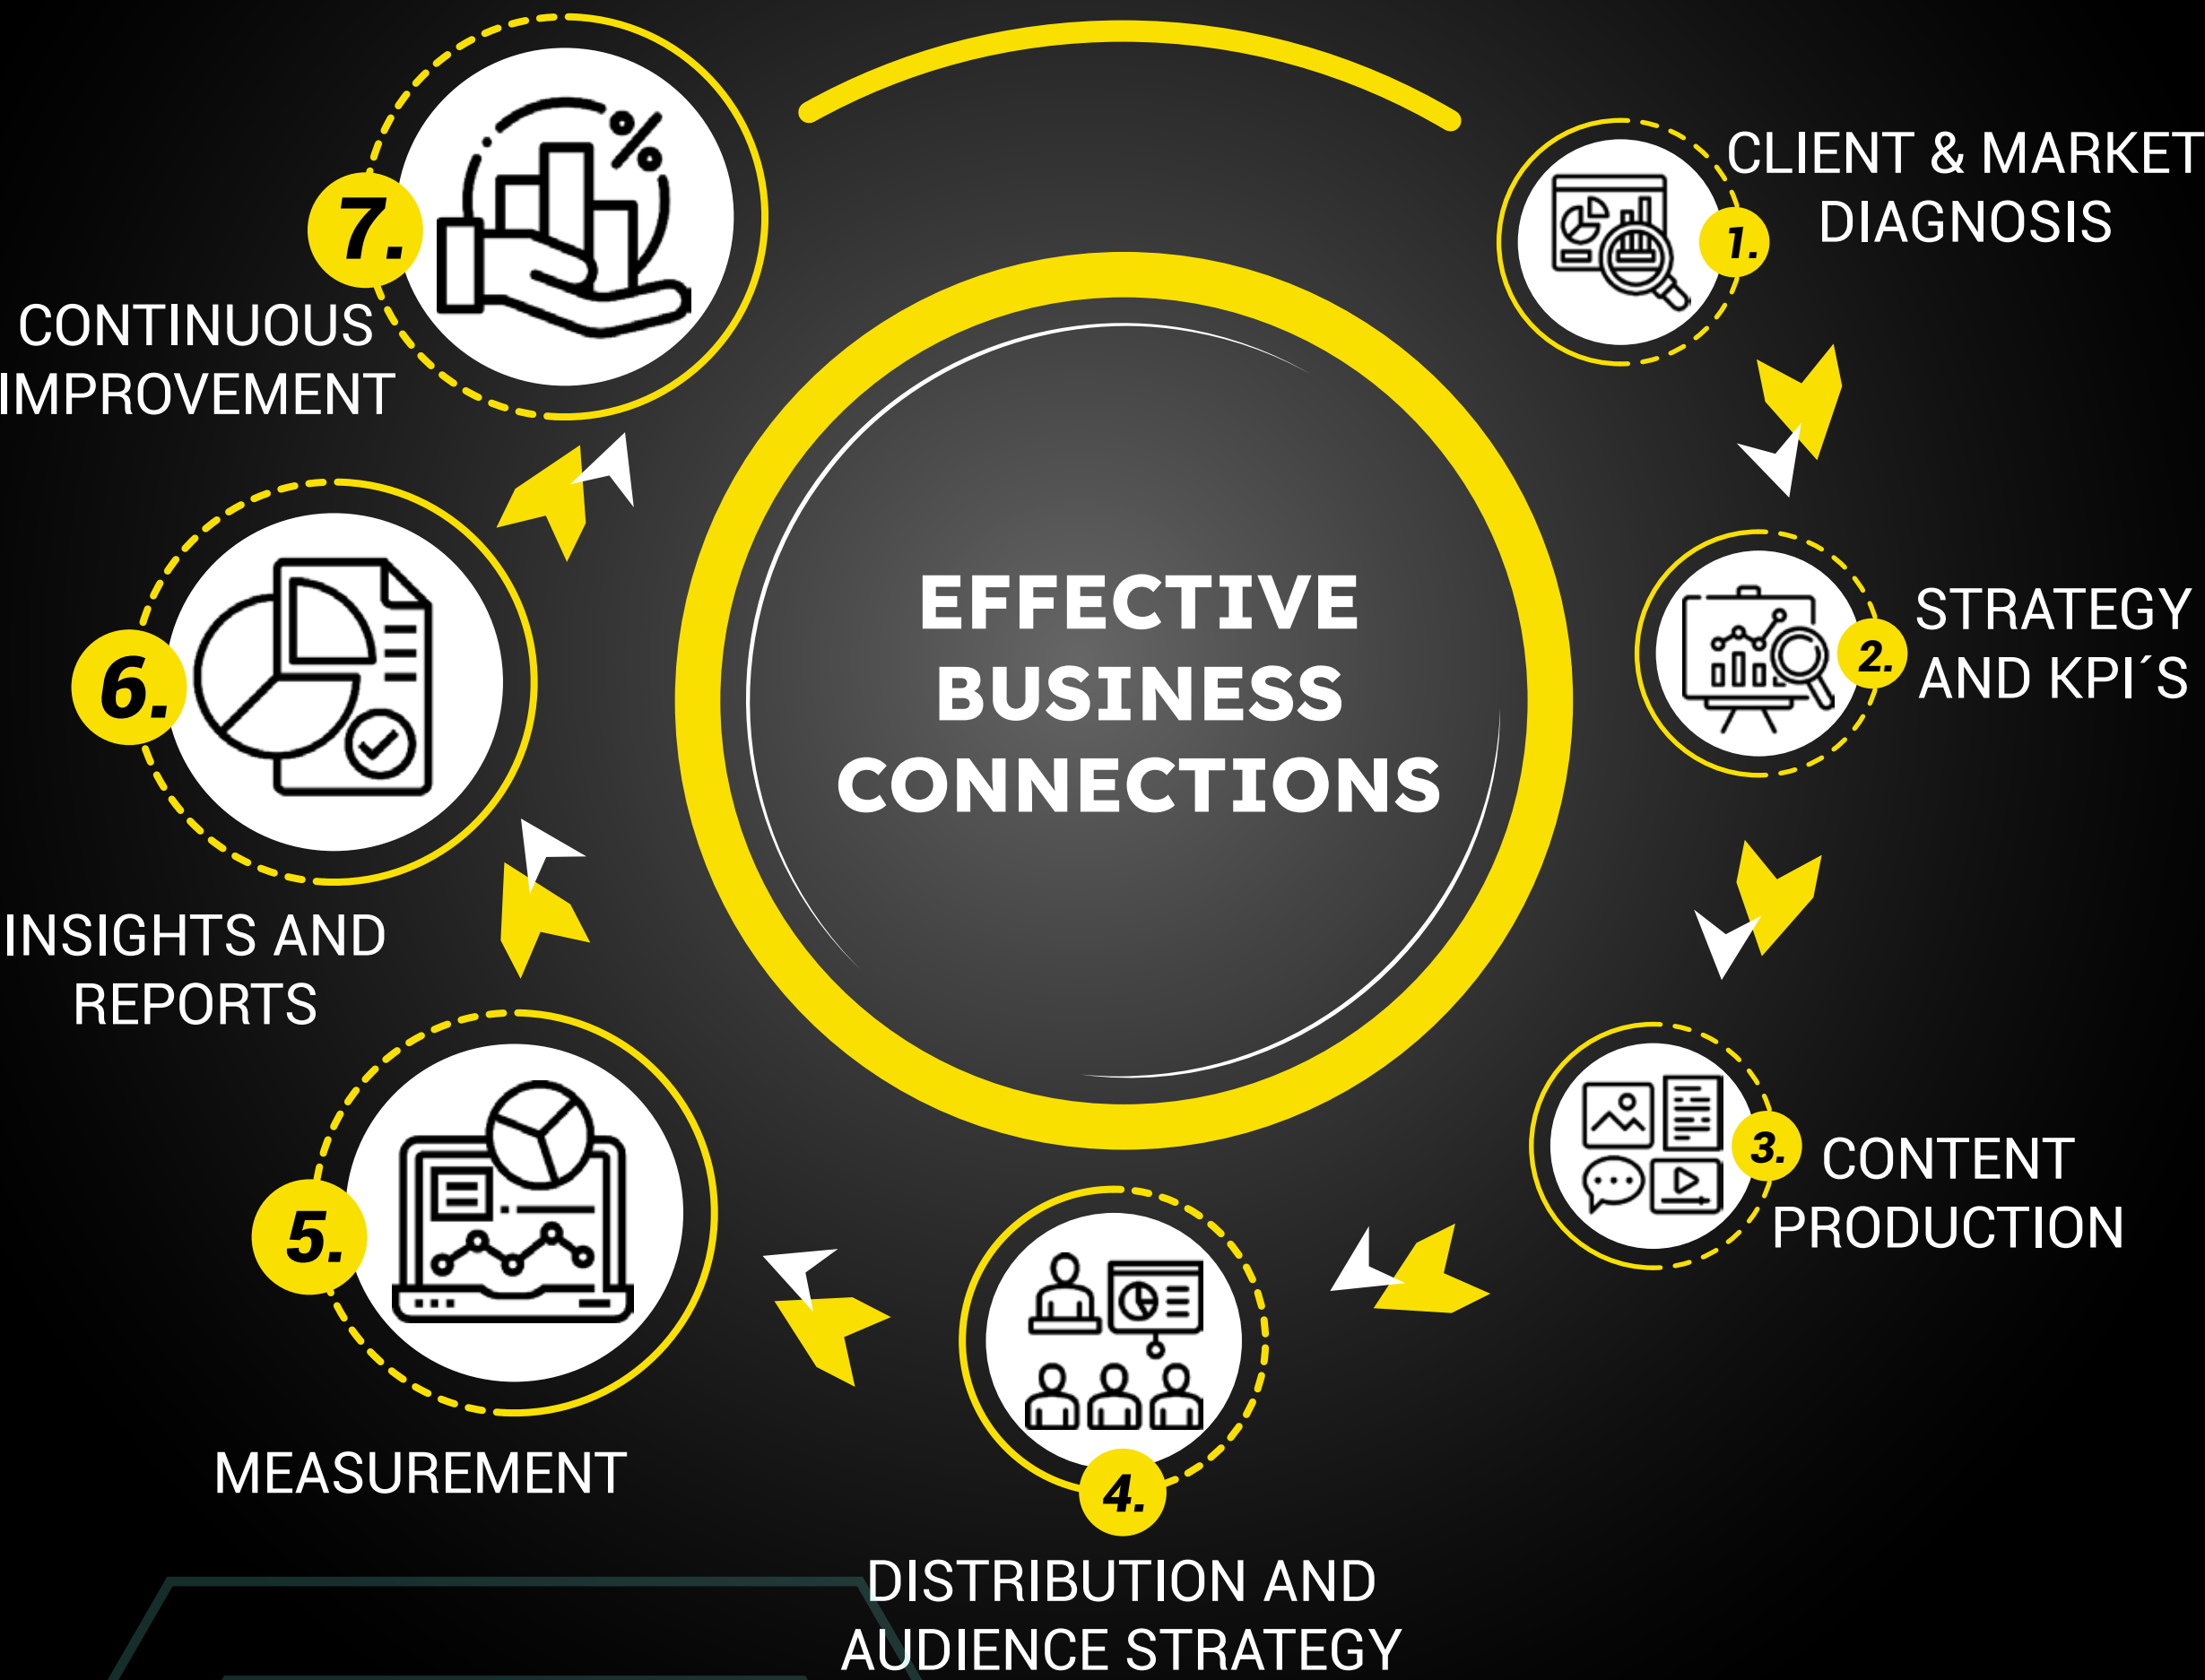 EFFECTIVE
BUSINESS
CONNECTIONS
1.
CLIENT & MARKET
DIAGNOSIS
2.
STRATEGY
AND KPI´S
3.
CONTENT
PRODUCTION
4.
DISTRIBUTION AND
AUDIENCE STRATEGY
5.
MEASUREMENT
6.
INSIGHTS AND
REPORTS
7.
CONTINUOUS
IMPROVEMENT
%